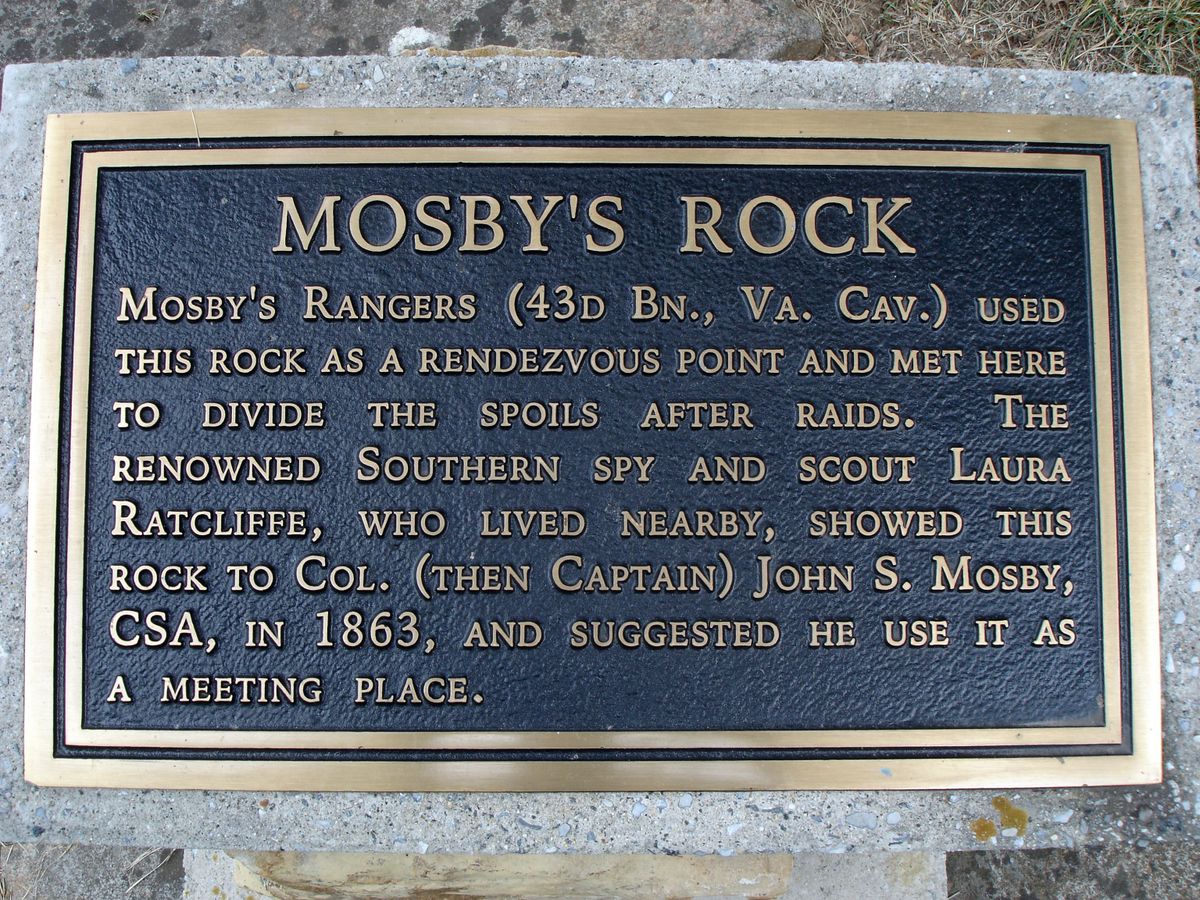 MOSBY'S ROCK
MOSBY'S RANGERS (43D BN., VA. CAV.) USED
THIS ROCK AS A RENDEZVOUS POINT AND MET HERE
TO DIVIDE THE SPOILS AFTER RAIDS. THE
RENOWNED SOUTHERN SPY AND SCOUT LAURA
RATCLIFFE, WHO LIVED NEARBY, SHOWED THIS
ROCK TO COL. (THEN CAPTAIN) JOHN S. MOSBY,
CSA, IN 1863, AND SUGGESTED HE USE IT AS
A MEETING PLACE.